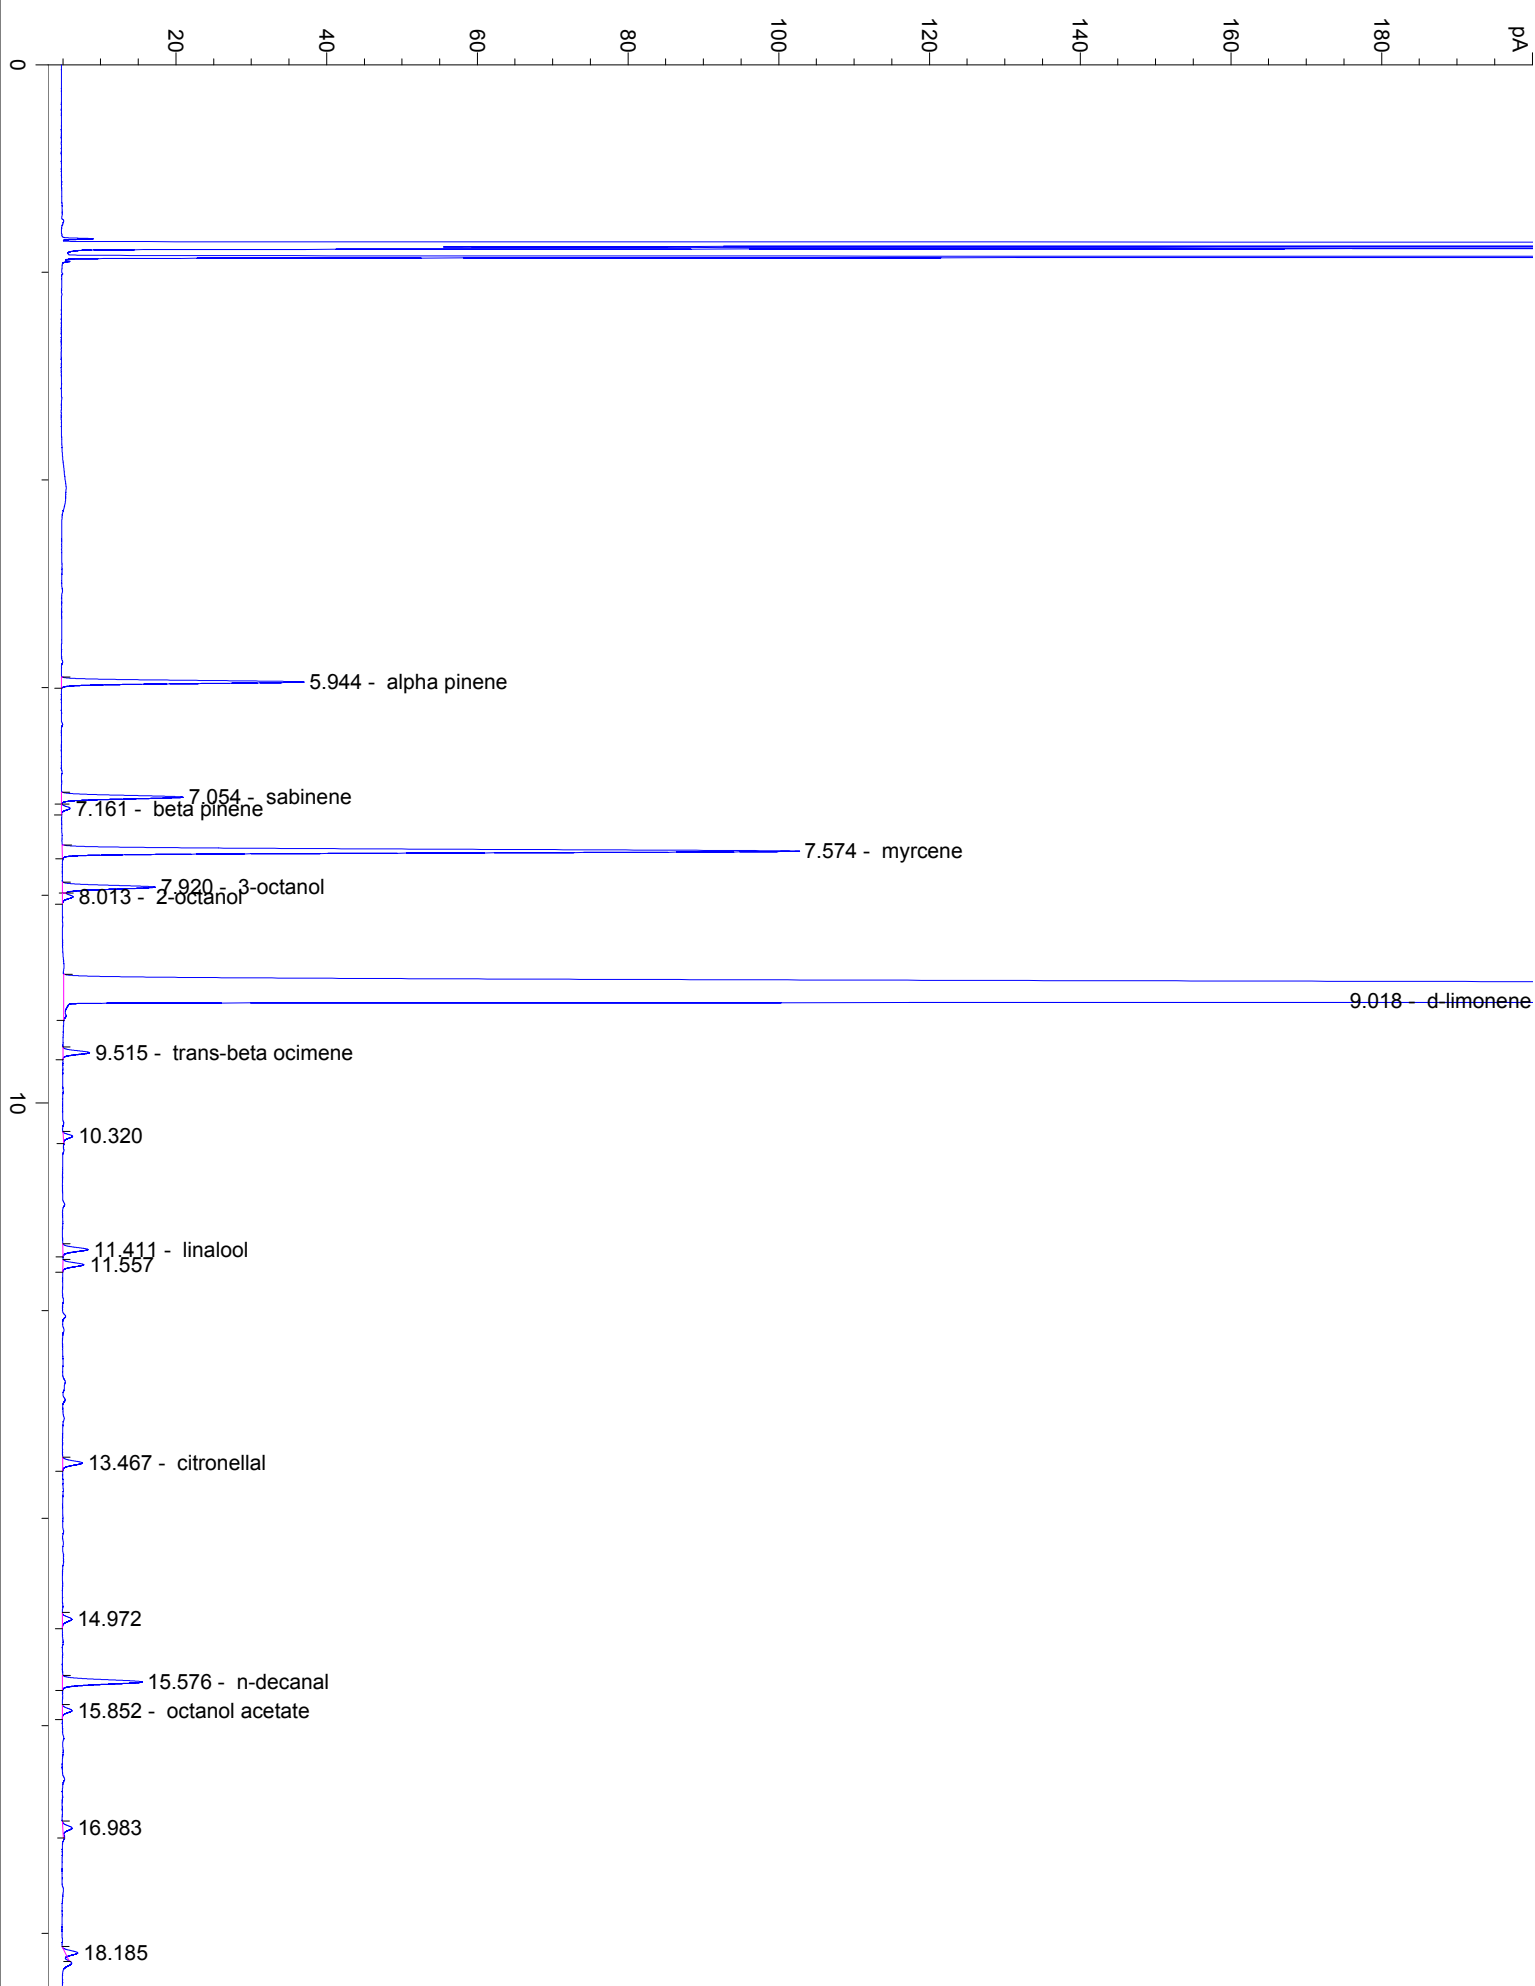 pA
20
40
60
80
100
120
140
160
180
0
5.944 - alpha pinene
7.054 - sabinene
7.161 - beta pinene
7.574 - myrcene
7.920 - 3-octanol
8.013 - 2-octanol
9.018 - d-limonene
9.515 - trans-beta ocimene
10
10.320
11.411 - linalool
11.557
13.467 - citronellal
14.972
15.576 - n-decanal
15.852 - octanol acetate
16.983
18.185